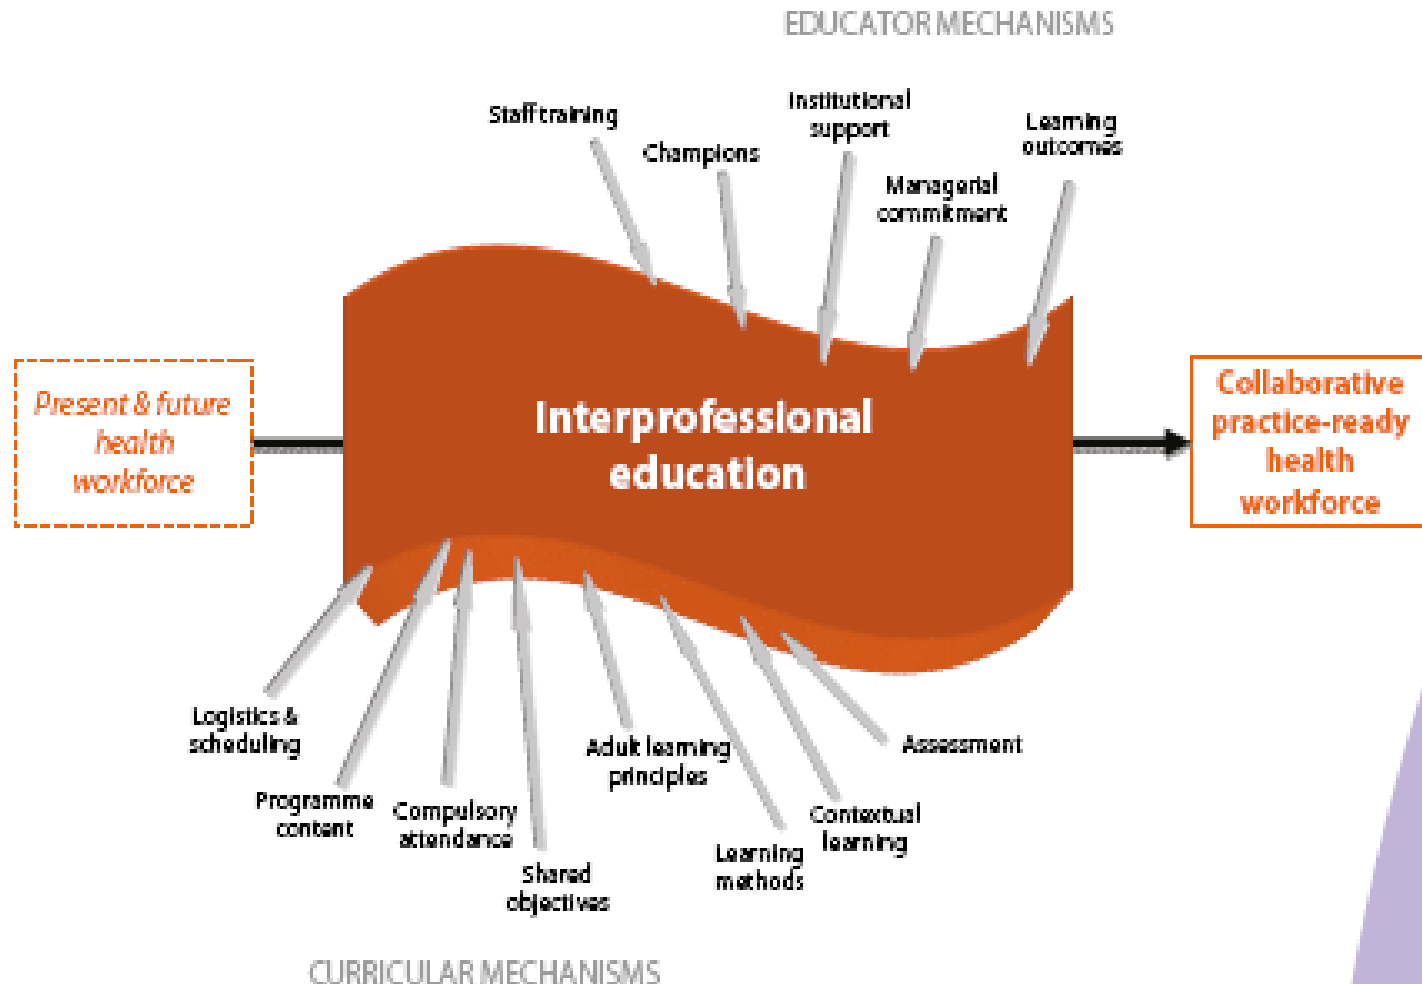 EDUCATOR MECHANISMS
Staff training
Champions
Institutional
support
Managerial
commitment
Learning
outcomes
Present & future
health
workforce
Interprofessional
education
Collaborative
practice-ready
health
workforce
Logistics &
scheduling
Programme
content
Compulsory
attendance
Shared
objectives
Adult learning
principles
Learning
methods
Contextual
learning
Assessment
CURRICULAR MECHANISMS